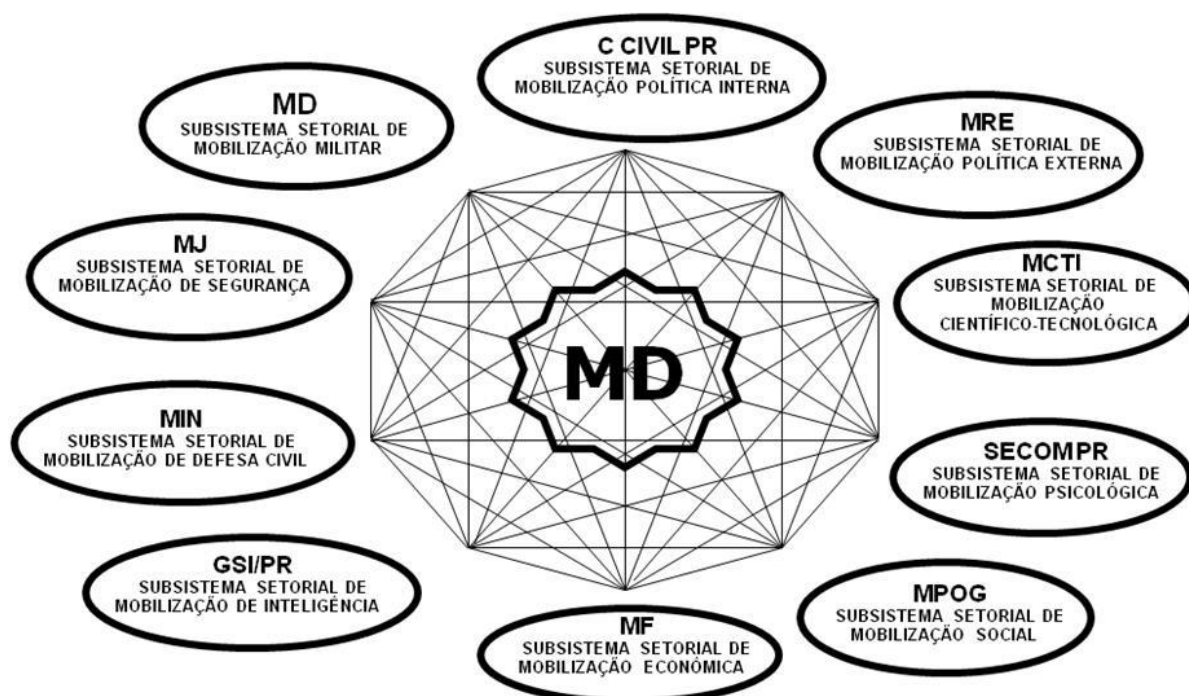 C CIVIL PR
SUBSISTEMA SETORIAL DE
MOBILIZAÇÃO POLÍTICA INTERNA
MD
SUBSISTEMA SETORIAL DE
MOBILIZAÇÃO MILITAR
MRE
SUBSISTEMA SETORIAL DE
MOBILIZAÇÃO POLÍTICA EXTERNA
MJ
SUBSISTEMA SETORIAL DE
MOBILIZAÇÃO DE SEGURANÇA
MCTI
SUBSISTEMA SETORIAL DE
MOBILIZAÇÃO
CIENTÍFICO-TECNOLÓGICA
MD
MIN
SUBSISTEMA SETORIAL DE
MOBILIZAÇÃO DE DEFESA CIVIL
SECOM PR
SUBSISTEMA SETORIAL DE
MOBILIZAÇÃO PSICOLÓGICA
GSI/PR
SUBSISTEMA SETORIAL DE
MOBILIZAÇÃO DE INTELIGÊNCIA
MPOG
SUBSISTEMA SETORIAL DE
MOBILIZAÇÃO SOCIAL
MF
SUBSISTEMA SETORIAL DE
MOBILIZAÇÃO ECONÔMICA